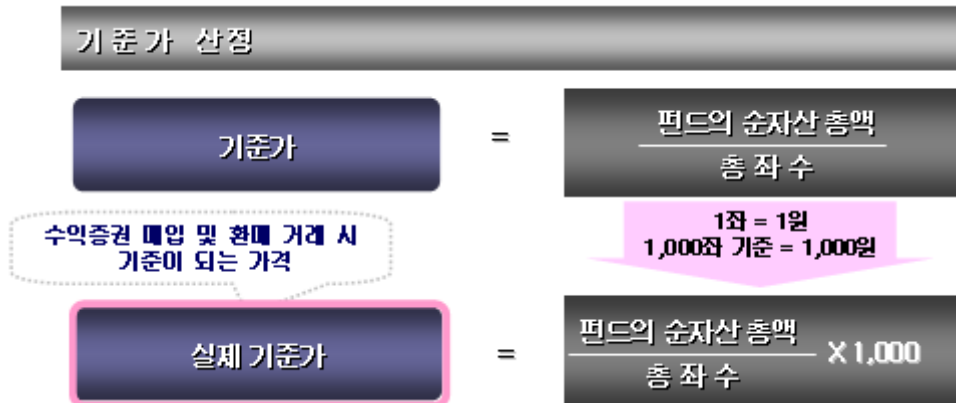 기준가 산정
기준가
=
펀드의 순자산 총액
총 좌 수
수익증권 매입 및 환매 거래 시
기준이 되는 가격
1좌 = 1원
1,000좌 기준 = 1,000원
실제 기준가
=
펀드의 순자산 총액
총 좌 수
X 1,000